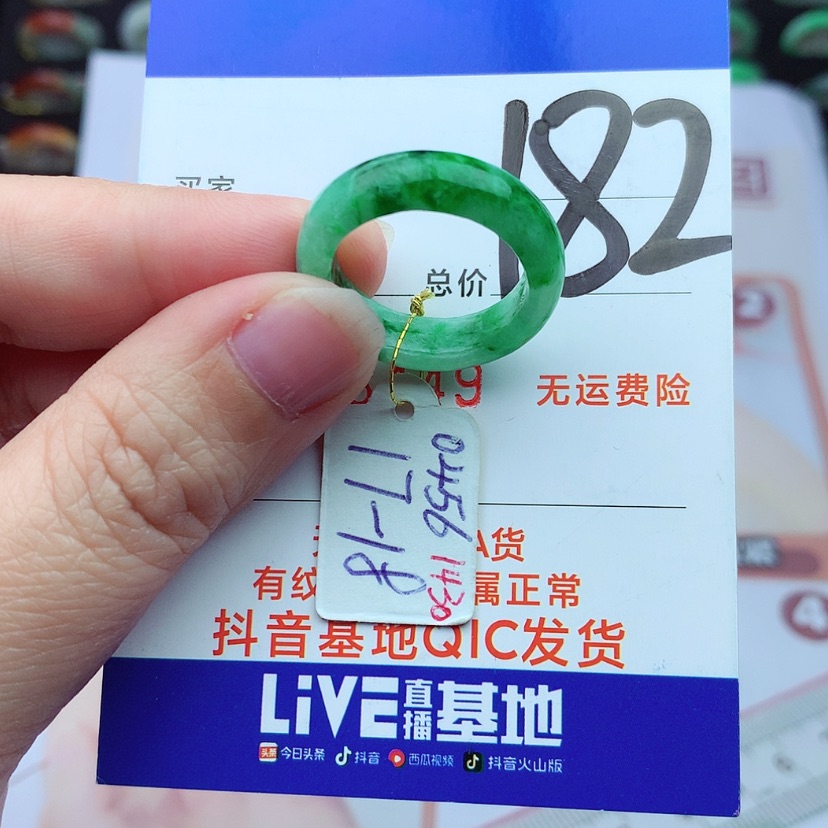 买家
182
总价
49 无运费险
17-18
04456
1430
A货
有纹 属正常
抖音基地QIC发货
LiVE直播基地
今日头条 抖音 西瓜视频 抖音火山版